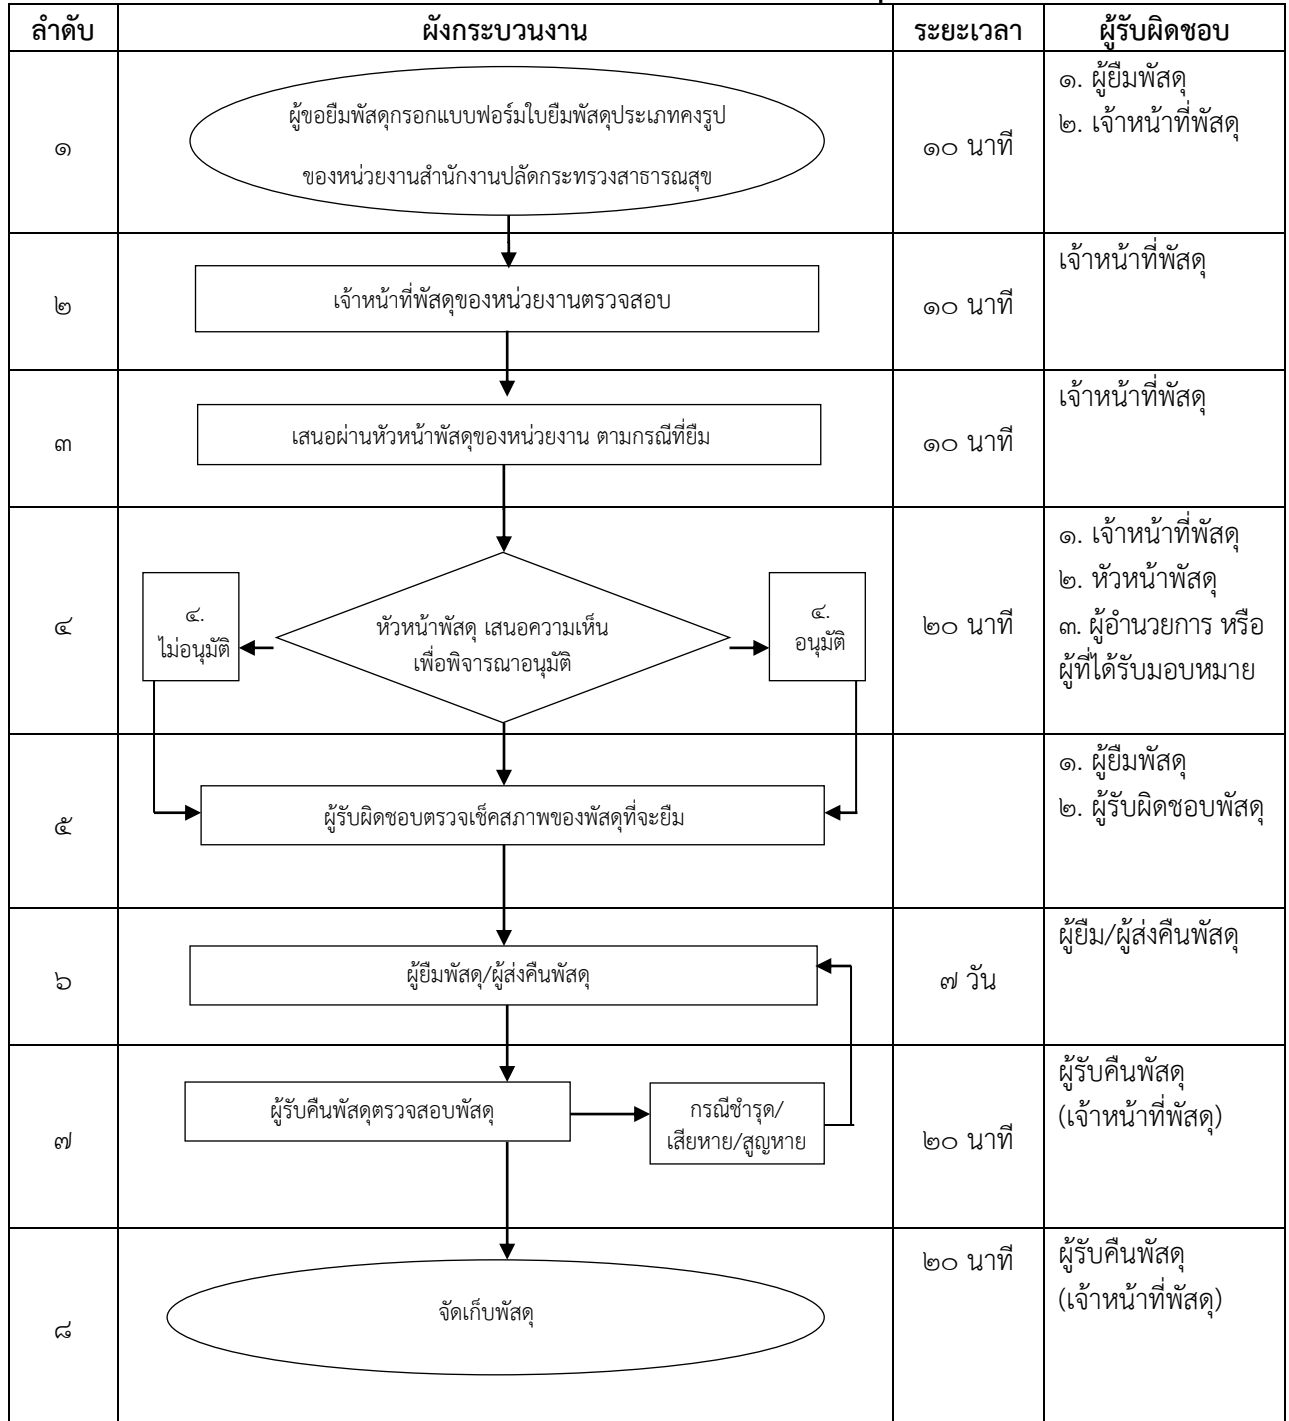 ลำดับ
ผังกระบวนงาน
ระยะเวลา
ผู้รับผิดชอบ
๑
ผู้ขอยืมพัสดุกรอกแบบฟอร์มใบยืมพัสดุประเภทคงรูป
ของหน่วยงานสำนักงานปลัดกระทรวงสาธารณสุข
๑๐ นาที
๑. ผู้ยืมพัสดุ
๒. เจ้าหน้าที่พัสดุ
๒
เจ้าหน้าที่พัสดุของหน่วยงานตรวจสอบ
๑๐ นาที
เจ้าหน้าที่พัสดุ
๓
เสนอผ่านหัวหน้าพัสดุของหน่วยงาน ตามกรณีที่ยืม
๑๐ นาที
เจ้าหน้าที่พัสดุ
๔
๔.
ไม่อนุมัติ
หัวหน้าพัสดุ เสนอความเห็น
เพื่อพิจารณาอนุมัติ
๔.
อนุมัติ
๒๐ นาที
๑. เจ้าหน้าที่พัสดุ
๒. หัวหน้าพัสดุ
๓. ผู้อำนวยการ หรือ
ผู้ที่ได้รับมอบหมาย
๕
ผู้รับผิดชอบตรวจเช็คสภาพของพัสดุที่จะยืม
๑. ผู้ยืมพัสดุ
๒. ผู้รับผิดชอบพัสดุ
๖
ผู้ยืมพัสดุ/ผู้ส่งคืนพัสดุ
๗ วัน
ผู้ยืม/ผู้ส่งคืนพัสดุ
๗
ผู้รับคืนพัสดุตรวจสอบพัสดุ
กรณีชำรุด/
เสียหาย/สูญหาย
๒๐ นาที
ผู้รับคืนพัสดุ
(เจ้าหน้าที่พัสดุ)
๘
จัดเก็บพัสดุ
๒๐ นาที
ผู้รับคืนพัสดุ
(เจ้าหน้าที่พัสดุ)